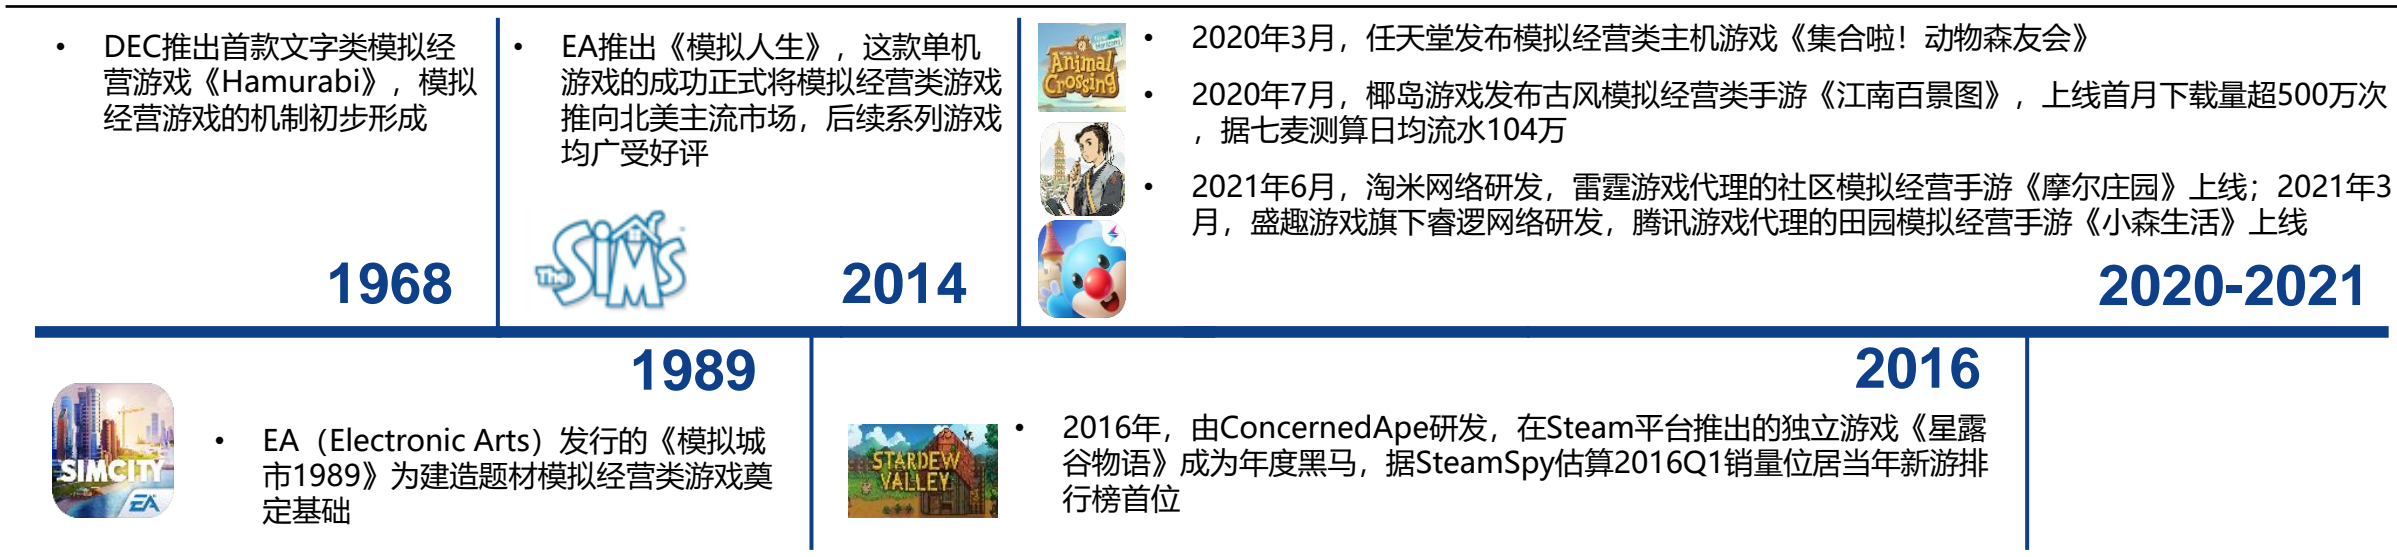 • DEC推出首款文字类模拟经
营游戏《Hamurabi》，模拟
经营游戏的机制初步形成
1968
• EA推出《模拟人生》，这款单机
游戏的成功正式将模拟经营类游戏
推向北美主流市场，后续系列游戏
均广受好评
The SIMS
2014
Animal
Crossing
• 2020年3月，任天堂发布模拟经营类主机游戏《集合啦！动物森友会》
• 2020年7月，椰岛游戏发布古风模拟经营类手游《江南百景图》，上线首月下载量超500万次
，据七麦测算日均流水104万
• 2021年6月，淘米网络研发，雷霆游戏代理的社区模拟经营手游《摩尔庄园》上线；2021年3
月，盛趣游戏旗下睿逻网络研发，腾讯游戏代理的田园模拟经营手游《小森生活》上线
2020-2021
1989
SIMCITY
EA
• EA（Electronic Arts）发行的《模拟城
市1989》为建造题材模拟经营类游戏奠
定基础
2016
STARDEW
VALLEY
• 2016年，由ConcernedApe研发，在Steam平台推出的独立游戏《星露
谷物语》成为年度黑马，据SteamSpy估算2016Q1销量位居当年新游排
行榜首位